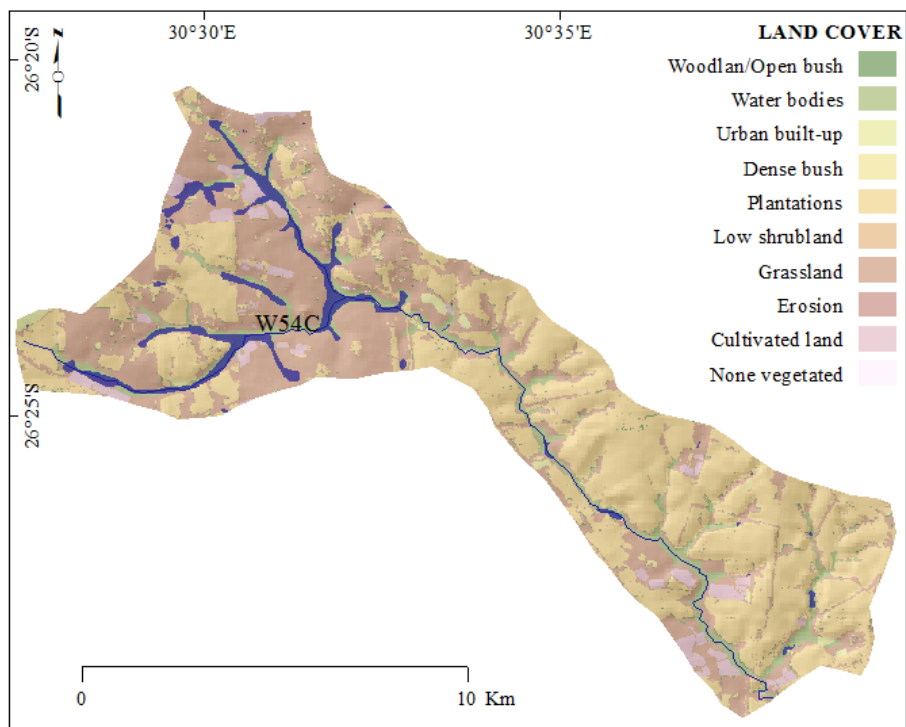 30°30'E
30°35'E
26°20'S
26°25'S
Z
LAND COVER
Woodlan/Open bush
Water bodies
Urban built-up
Dense bush
Plantations
Low shrubland
Grassland
Erosion
Cultivated land
None vegetated
W54C
0
10 Km